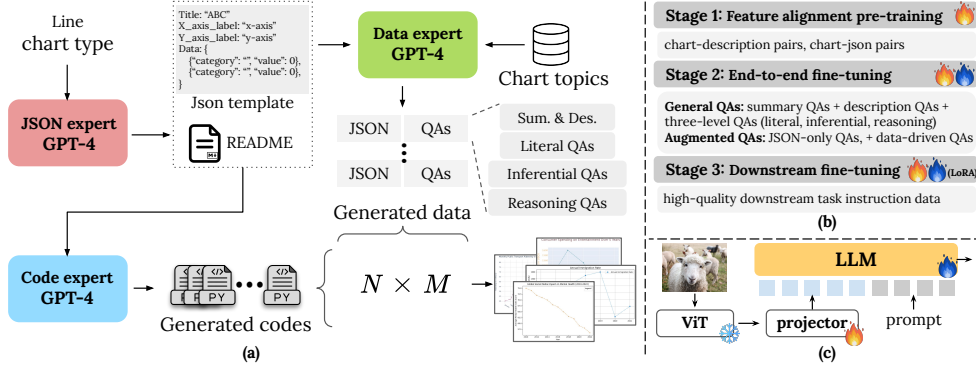 Line
chart type
JSON expert
GPT-4
Title: “ABC”
X_axis_label: “x-axis”
Y_axis_label: “y-axis”
Data: {
{“category”: “”, “value”: 0},
{“category”: “”, “value”: 0},
}
Json template
README
Data expert
GPT-4
Chart topics
JSON QAs
JSON QAs
Sum. & Des.
Literal QAs
Inferential QAs
Reasoning QAs
Generated data
Code expert
GPT-4
PY
Generated codes
N × M
(a)
Stage 1: Feature alignment pre-training
chart-description pairs, chart-json pairs
Stage 2: End-to-end fine-tuning
General QAs: summary QAs + description QAs +
three-level QAs (literal, inferential, reasoning)
Augmented QAs: JSON-only QAs, + data-driven QAs
Stage 3: Downstream fine-tuning (LoRA)
high-quality downstream task instruction data
(b)
LLM
ViT
projector
prompt
(c)